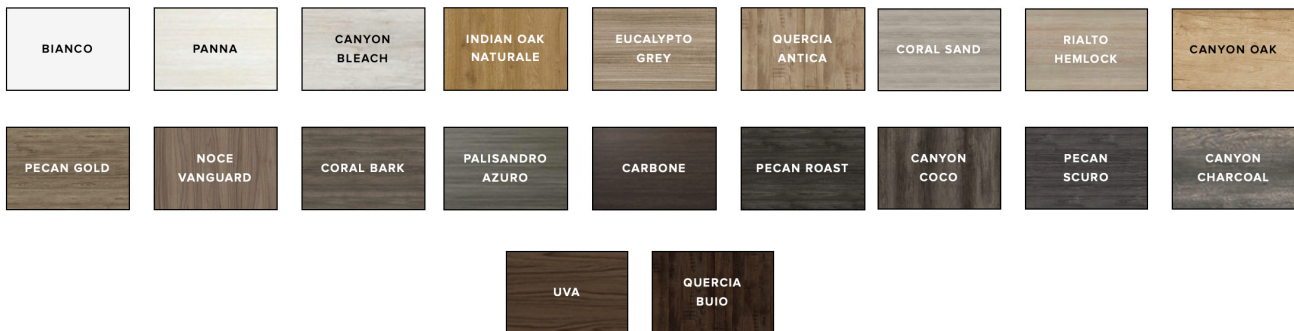 BIANCO
PANNA
CANYON
BLEACH
INDIAN OAK
NATURALE
EUCALYPTO
GREY
QUERCIA
ANTICA
CORAL SAND
RIALTO
HEMLOCK
CANYON OAK
PECAN GOLD
NOCE
VANGUARD
CORAL BARK
PALISANDRO
AZURO
CARBONE
PECAN ROAST
CANYON
COCO
PECAN
SCURO
CANYON
CHARCOAL
UVA
QUERCIA
BUIO